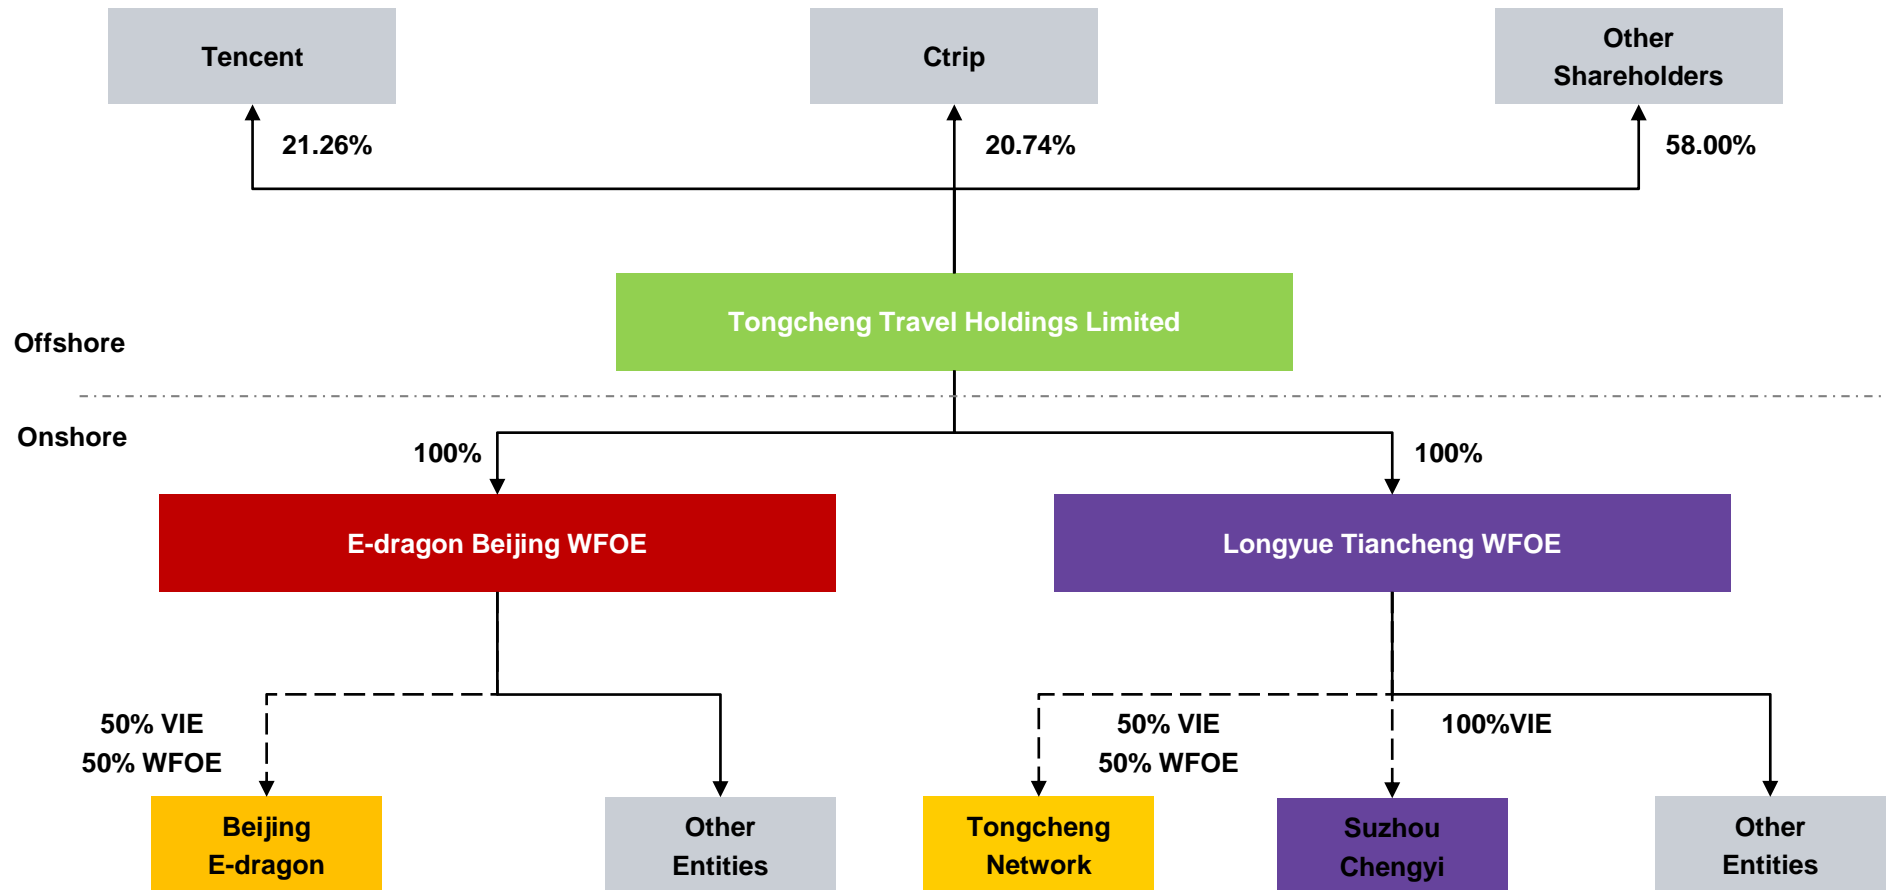 Tencent
Ctrip
Other
Shareholders
21.26%
20.74%
58.00%
Tongcheng Travel Holdings Limited
Offshore
Onshore
100%
100%
E-dragon Beijing WFOE
Longyue Tiancheng WFOE
50% VIE
50% WFOE
50% VIE
50% WFOE
100%VIE
Beijing
E-dragon
Other
Entities
Tongcheng
Network
Suzhou
Chengyi
Other
Entities